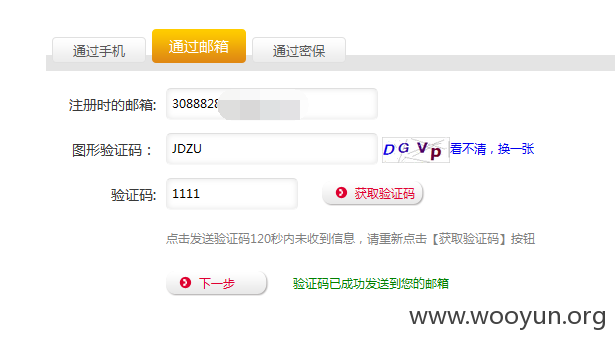 通过手机 通过邮箱 通过密保
注册时的邮箱: 3088828
图形验证码： JDZU DGVp 看不清，换一张
验证码: 1111 获取验证码
点击发送验证码120秒内未收到信息，请重新点击【获取验证码】按钮
下一步 验证码已成功发送到您的邮箱
www.wooyun.org